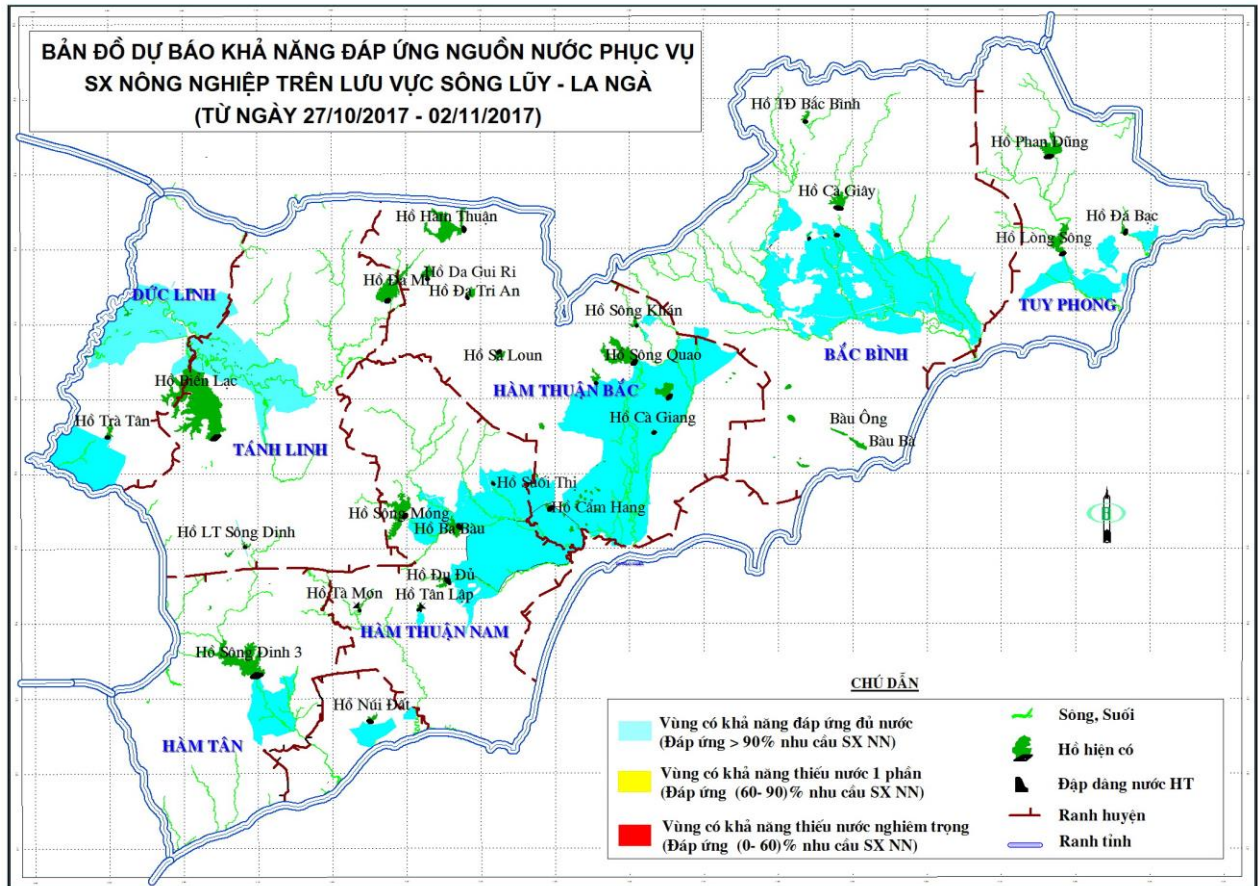 BẢN ĐỒ DỰ BÁO KHẢ NĂNG ĐÁP ỨNG NGUỒN NƯỚC PHỤC VỤ
SX NÔNG NGHIỆP TRÊN LƯU VỰC SÔNG LŨY - LA NGÀ
(TỪ NGÀY 27/10/2017 - 02/11/2017)
Hồ TĐ Bắc Bình
Hồ Phan Dũng
Hồ Cà Giây
Hồ Đá Bạc
Hồ Lòng Sông
Hồ Hàm Thuận
Hồ Da Gui Ri
Hồ Đa Mi
Hồ Đa Tri An
ĐỨC LINH
TUY PHONG
Hồ Sông Khán
BẮC BÌNH
Hồ Sa Loun
Hồ Sông Quao
Hồ Biển Lạc
HÀM THUẬN BẮC
Hồ Trà Tân
Hồ Cà Giang
Bàu Ông
Bàu Bà
TÁNH LINH
Hồ Suối Thị
Hồ Cẩm Hang
Hồ Sông Móng
Hồ Ba Bàu
Hồ LT Sông Dinh
Hồ Đu Đủ
Hồ Tà Mon
Hồ Tân Lập
HÀM THUẬN NAM
Hồ Sông Dinh 3
Hồ Núi Đất
HÀM TÂN
CHÚ DẪN
Vùng có khả năng đáp ứng đủ nước
(Đáp ứng > 90% nhu cầu SX NN)
Vùng có khả năng thiếu nước 1 phần
(Đáp ứng (60- 90)% nhu cầu SX NN)
Vùng có khả năng thiếu nước nghiêm trọng
(Đáp ứng (0- 60)% nhu cầu SX NN)
Sông, Suối
Hồ hiện có
Đập dâng nước HT
Ranh huyện
Ranh tỉnh